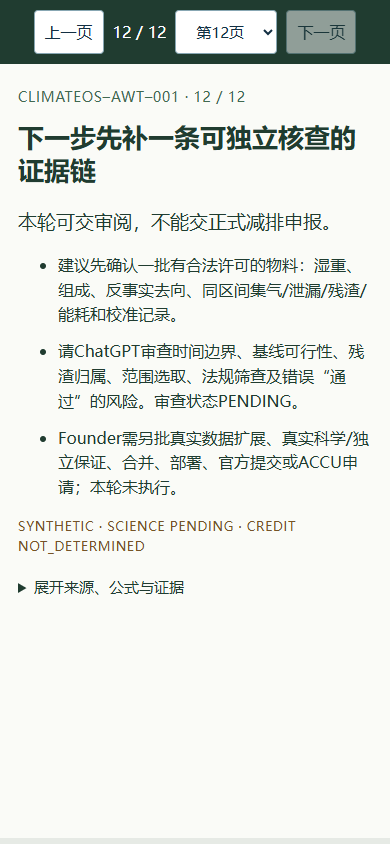 上一页 12 / 12 第12页 下一页
CLIMATEOS–AWT–001 · 12 / 12
下一步先补一条可独立核查的
证据链
本轮可交审阅，不能交正式减排申报。
建议先确认一批有合法许可的物料：湿重、
组成、反事实去向、同区间集气/泄漏/残渣/
能耗和校准记录。
请ChatGPT审查时间边界、基线可行性、残
渣归属、范围选取、法规筛查及错误“通
过”的风险。审查状态PENDING。
Founder需另批真实数据扩展、真实科学/独
立保证、合并、部署、官方提交或ACCU申
请；本轮未执行。
SYNTHETIC · SCIENCE PENDING · CREDIT
NOT_DETERMINED
展开来源、公式与证据